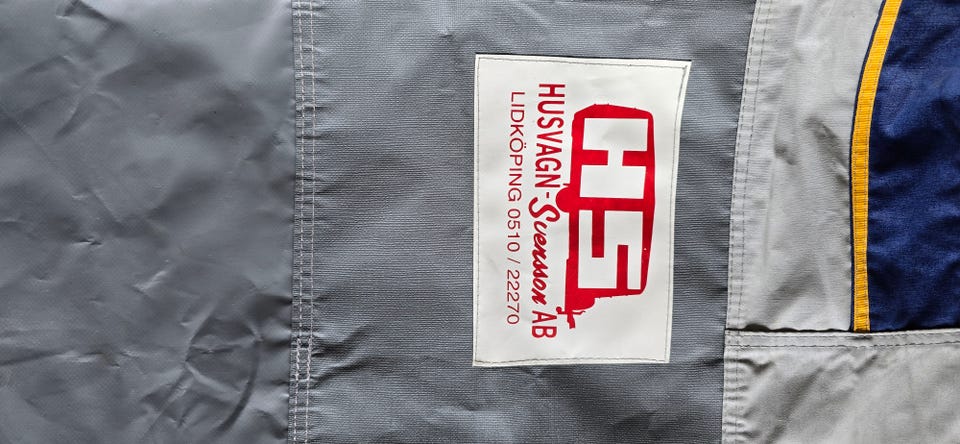 HS
HUSVAGN-Svensson AB
LIDKÖPING 0510 / 22270